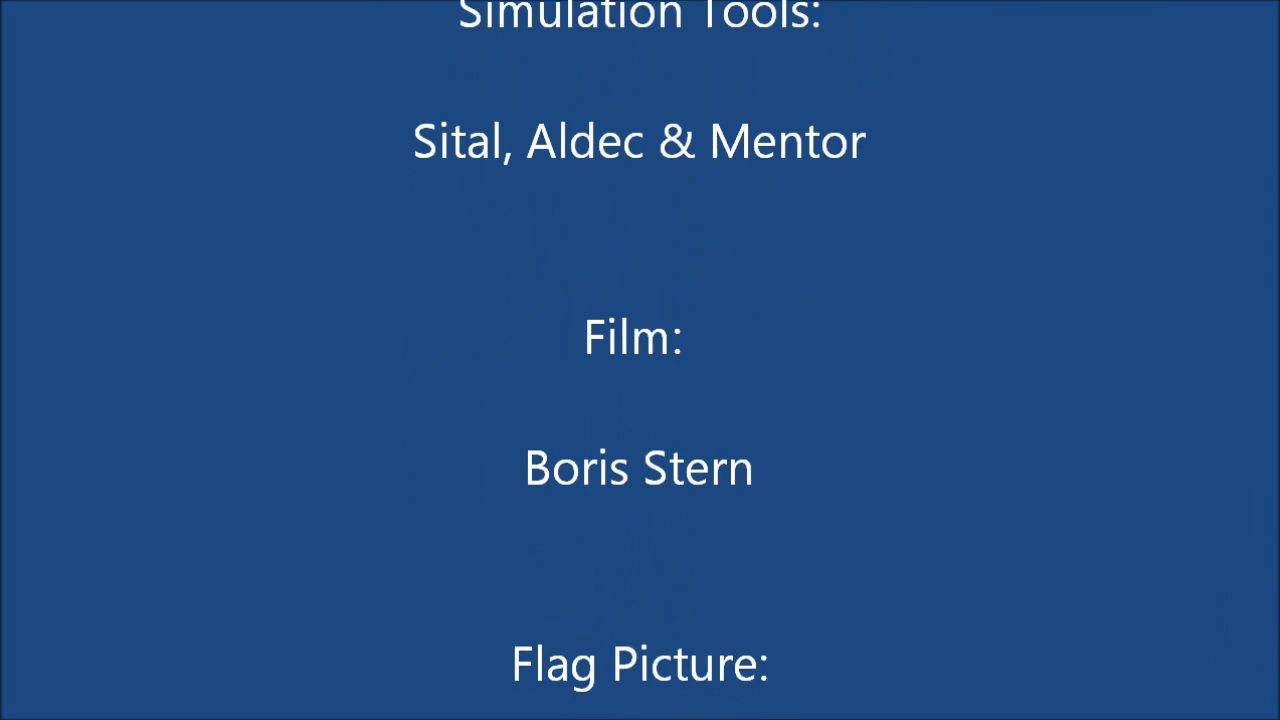 Simulation Tools:
Sital, Aldec & Mentor
Film:
Boris Stern
Flag Picture: